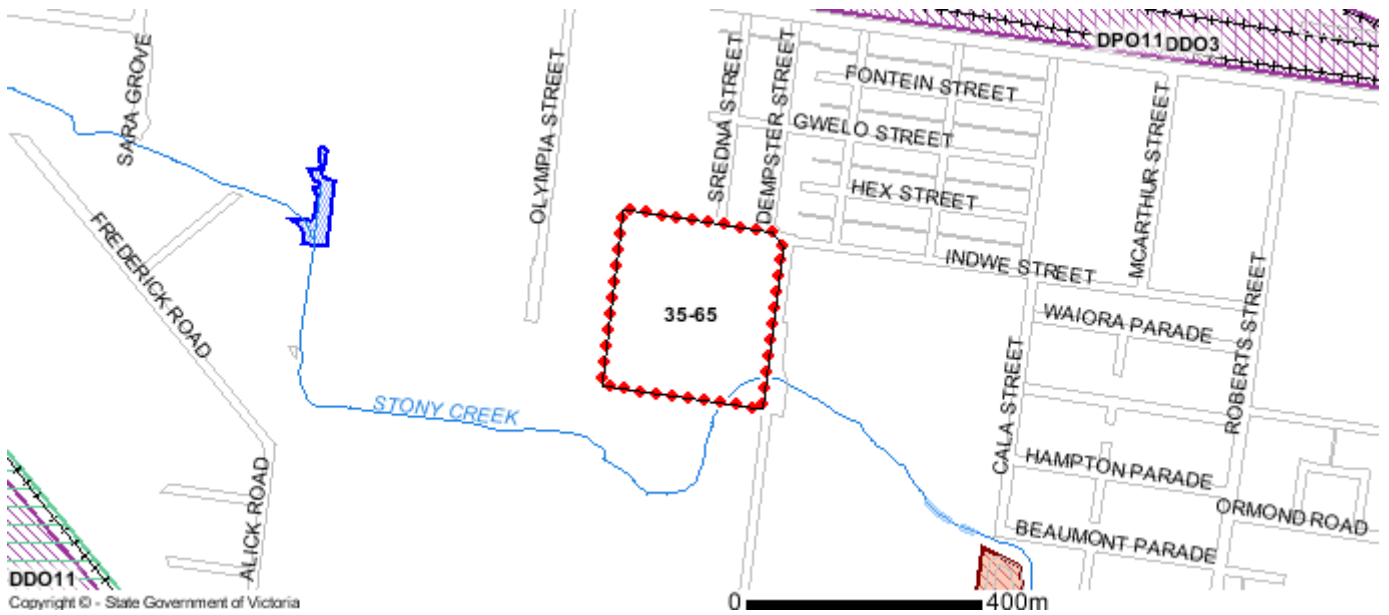 SARA GROVE
OLYMPIA STREET
SREDNA STREET
DEMPSTER STREET
DPO11 DDO3
FONTEIN STREET
GWELO STREET
HEX STREET
MCARTHUR STREET
FREDERICK ROAD
INDWE STREET
35-65
WAIORA PARADE
ROBERTS STREET
STONY CREEK
CALA STREET
HAMPTON PARADE
ALICK ROAD
ORMOND ROAD
BEAUMONT PARADE
DDO11
Copyright © - State Government of Victoria
0 400m